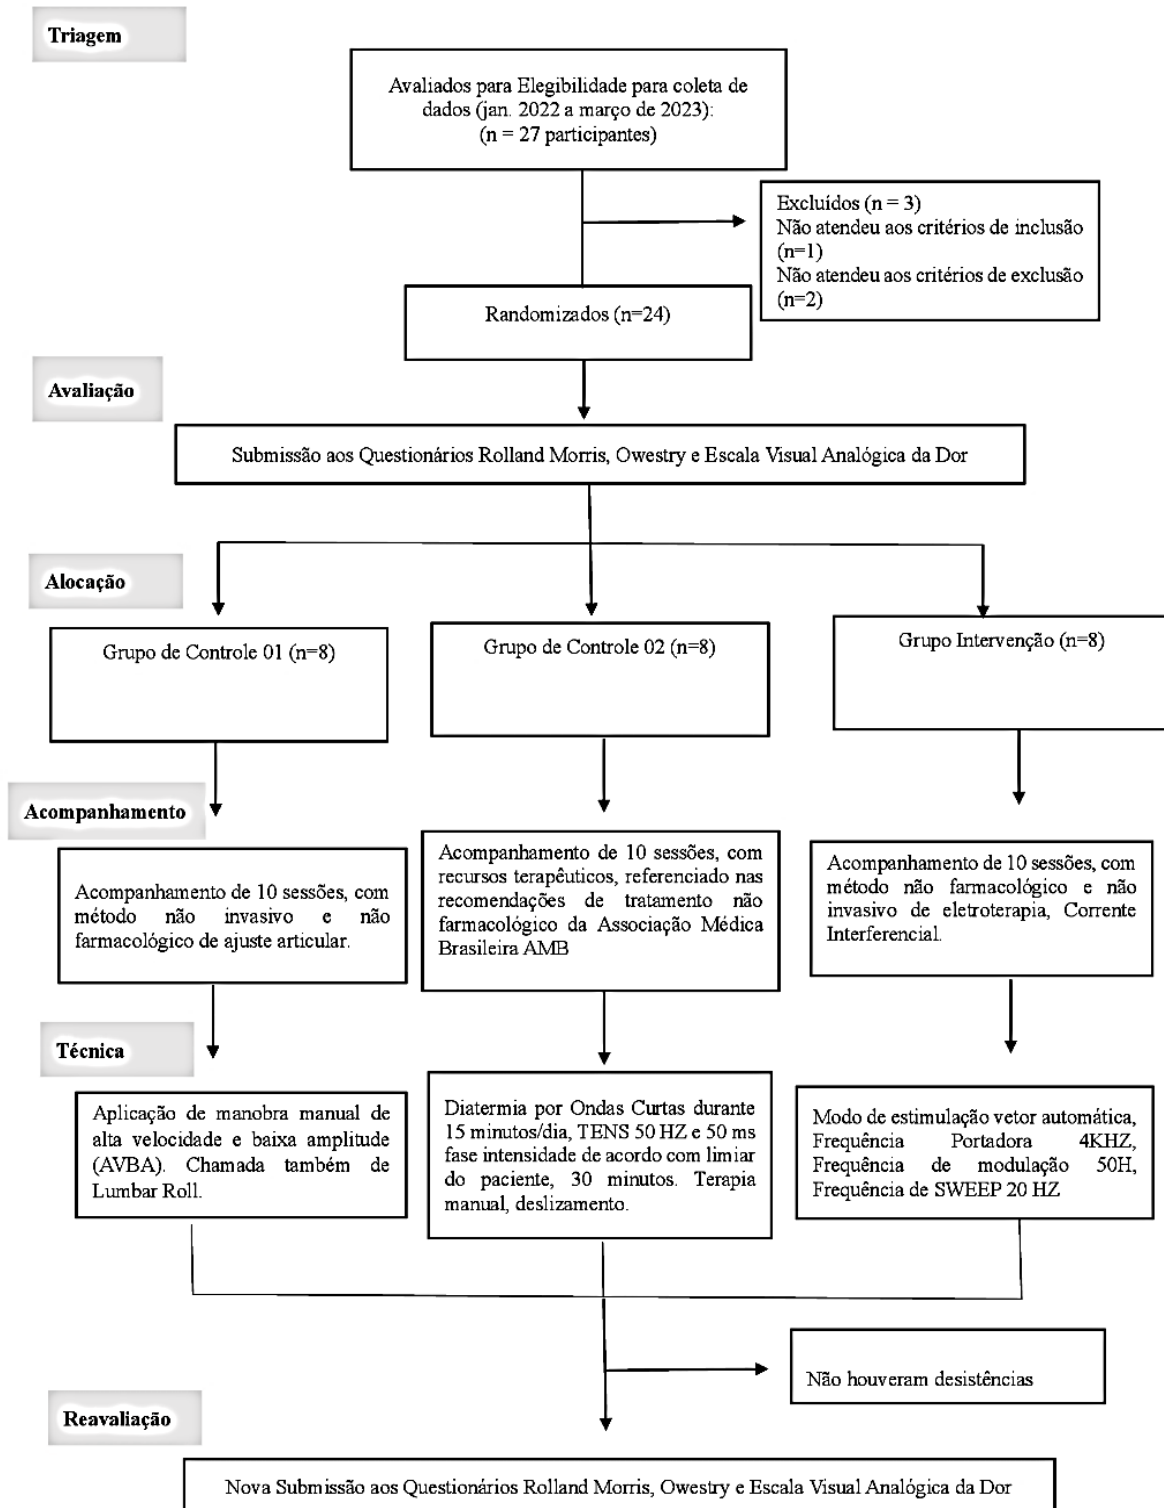 Triagem
Avaliados para Elegibilidade para coleta de
dados (jan. 2022 a março de 2023):
(n = 27 participantes)
Excluídos (n = 3)
Não atendeu aos critérios de inclusão
(n=1)
Não atendeu aos critérios de exclusão
(n=2)
Randomizados (n=24)
Avaliação
Submissão aos Questionários Rolland Morris, Owestry e Escala Visual Analógica da Dor
Alocação
Grupo de Controle 01 (n=8)
Grupo de Controle 02 (n=8)
Grupo Intervenção (n=8)
Acompanhamento
Acompanhamento de 10 sessões, com
método não invasivo e não
farmacológico de ajuste articular.
Acompanhamento de 10 sessões, com
recursos terapêuticos, referenciado nas
recomendações de tratamento não
farmacológico da Associação Médica
Brasileira AMB
Acompanhamento de 10 sessões, com
método não farmacológico e não
invasivo de eletroterapia, Corrente
Interferencial.
Técnica
Aplicação de manobra manual de
alta velocidade e baixa amplitude
(AVBA). Chamada também de
Lumbar Roll.
Diatermia por Ondas Curtas durante
15 minutos/dia, TENS 50 HZ e 50 ms
fase intensidade de acordo com limiar
do paciente, 30 minutos. Terapia
manual, deslizamento.
Modo de estimulação vetor automática,
Frequência Portadora 4KHZ,
Frequência de modulação 50H,
Frequência de SWEEP 20 HZ
Não houveram desistências
Reavaliação
Nova Submissão aos Questionários Rolland Morris, Owestry e Escala Visual Analógica da Dor